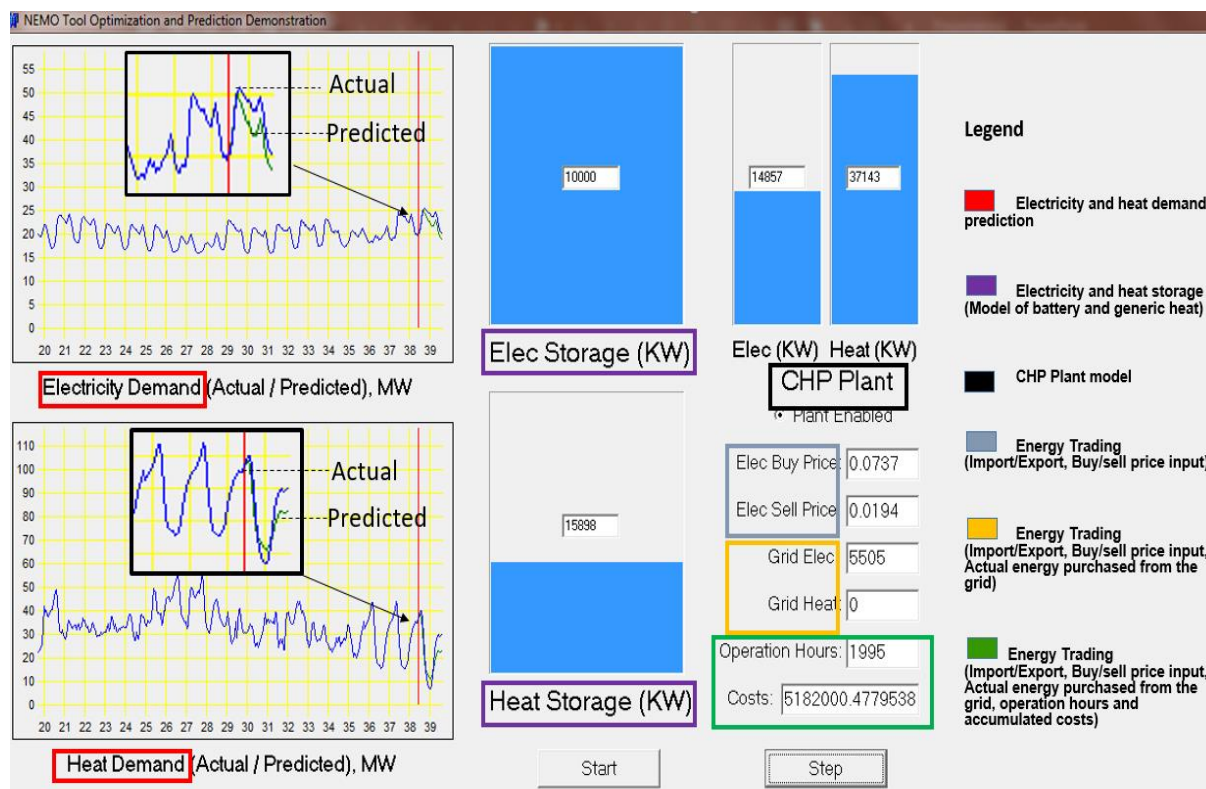 NEMO Tool Optimization and Prediction Demonstration
55
50
45
40
35
30
25
20
15
10
5
0
Actual
Predicted
20 21 22 23 24 25 26 27 28 29 30 31 32 33 34 35 36 37 38 39
Electricity Demand (Actual / Predicted), MW
110
100
90
80
70
60
50
40
30
20
10
0
Actual
Predicted
20 21 22 23 24 25 26 27 28 29 30 31 32 33 34 35 36 37 38 39
Heat Demand (Actual / Predicted), MW
10000
Elec Storage (KW)
15898
Heat Storage (KW)
Start
14857
37143
Elec (KW) Heat (KW)
CHP Plant
Plant Enabled
Elec Buy Price: 0.0737
Elec Sell Price 0.0194
Grid Elec 5505
Grid Heat: 0
Operation Hours: 1995
Costs: 5182000.4779538
Step
Legend
Electricity and heat demand
prediction
Electricity and heat storage
(Model of battery and generic heat)
CHP Plant model
Energy Trading
(Import/Export, Buy/sell price input)
Energy Trading
(Import/Export, Buy/sell price input,
Actual energy purchased from the
grid)
Energy Trading
(Import/Export, Buy/sell price input,
Actual energy purchased from the
grid, operation hours and
accumulated costs)